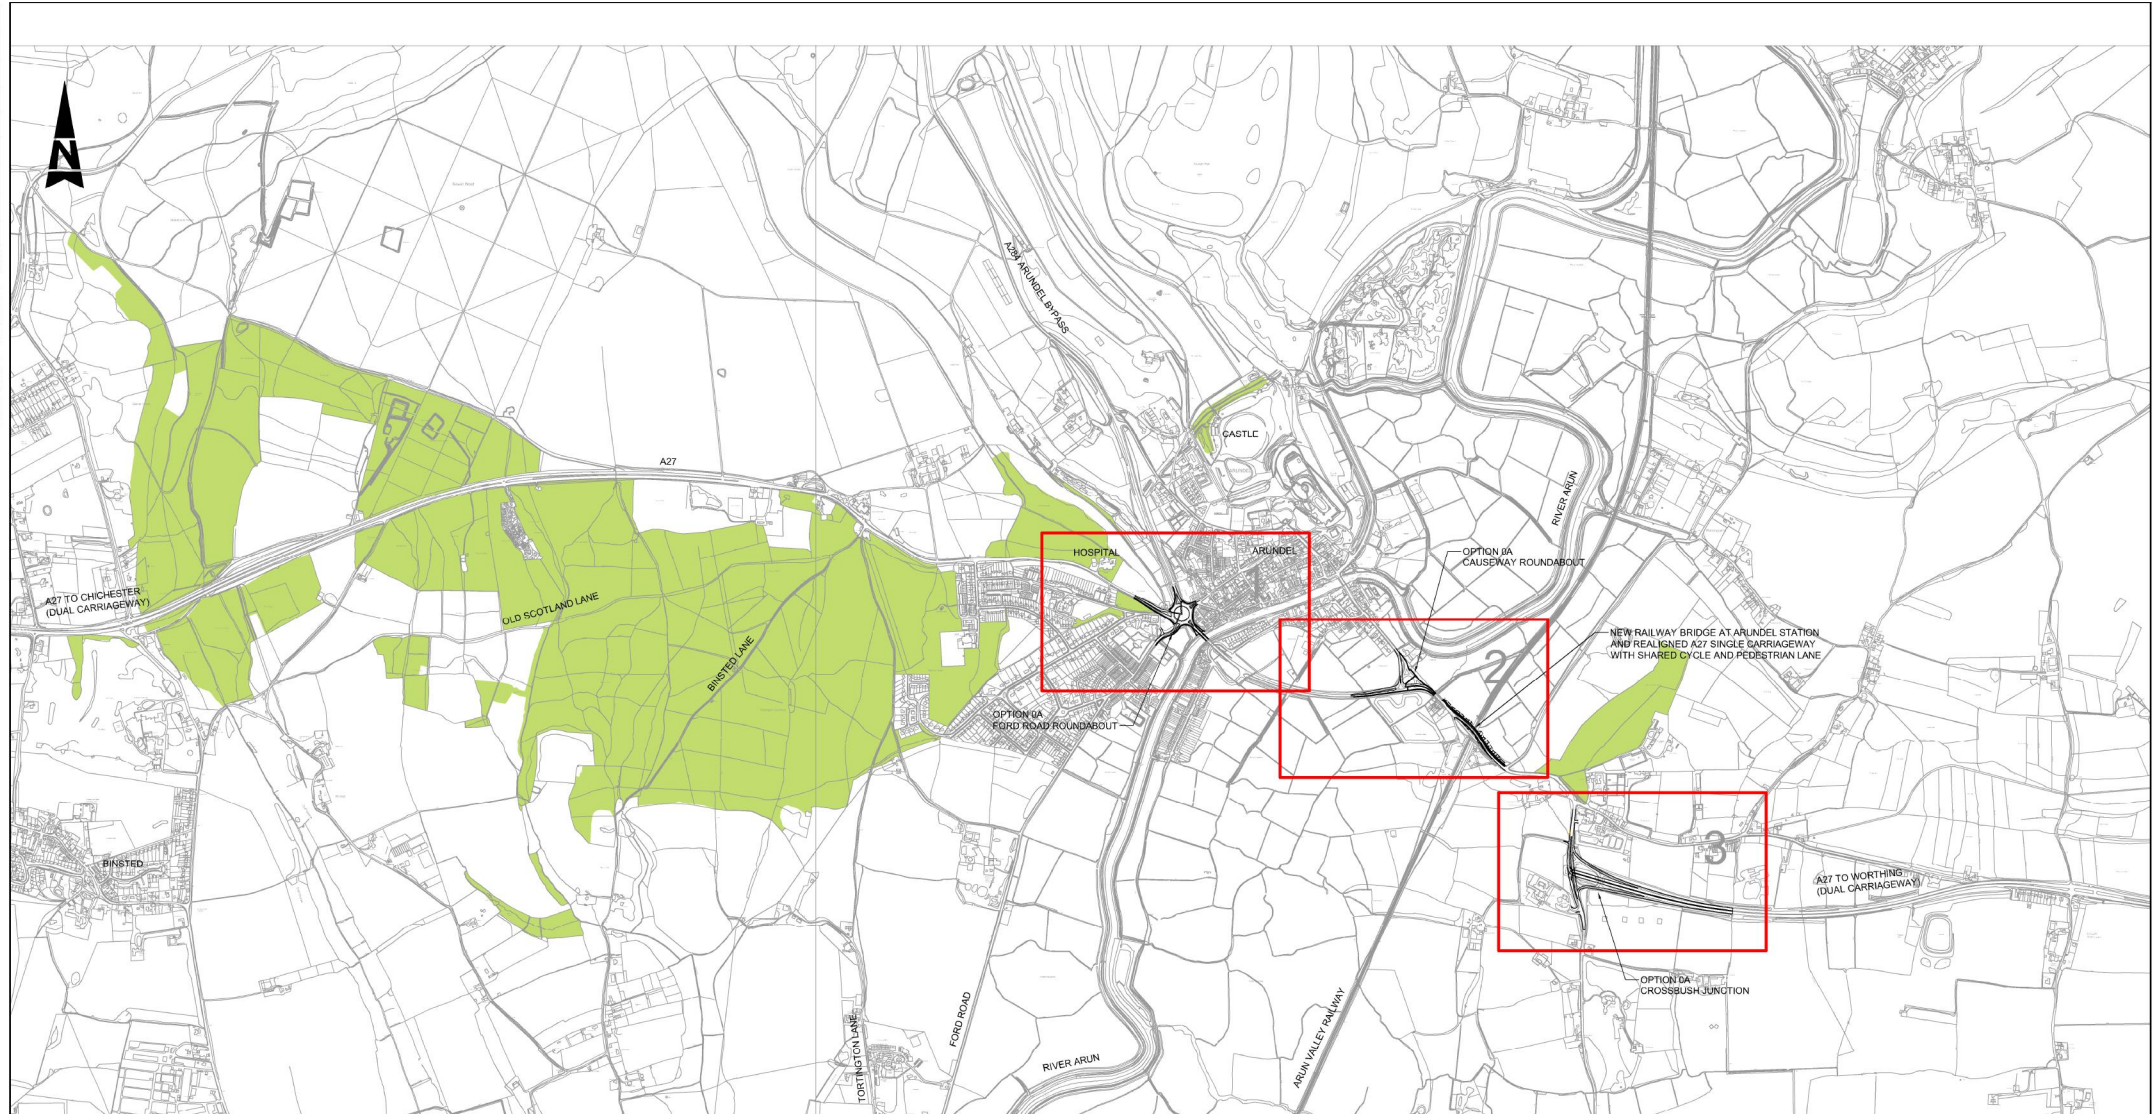 N
A284 ARUNDEL BYPASS
CASTLE
A27
RIVER ARUN
HOSPITAL
ARUNDEL
1
OPTION 0A
CAUSEWAY ROUNDABOUT
A27 TO CHICHESTER
(DUAL CARRIAGEWAY)
OLD SCOTLAND LANE
BINSTED LANE
NEW RAILWAY BRIDGE AT ARUNDEL STATION
AND REALIGNED A27 SINGLE CARRIAGEWAY
WITH SHARED CYCLE AND PEDESTRIAN LANE
2
OPTION 0A
FORD ROAD ROUNDABOUT
3
BINSTED
A27 TO WORTHING
(DUAL CARRIAGEWAY)
OPTION 0A
CROSSBUSH JUNCTION
TORTINGTON LANE
FORD ROAD
RIVER ARUN
ARUN VALLEY RAILWAY